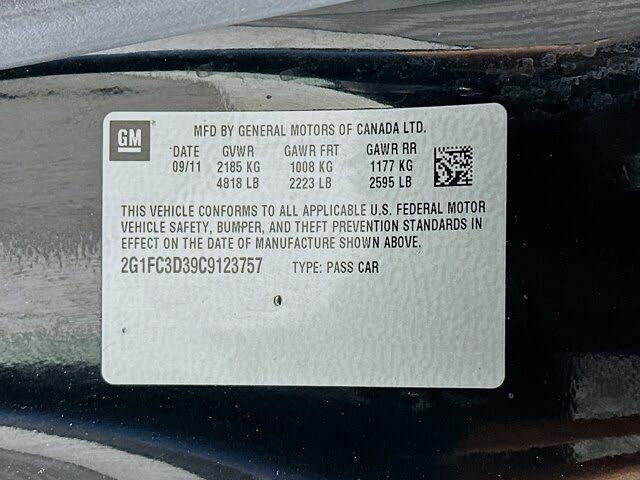 GM
MFD BY GENERAL MOTORS OF CANADA LTD.
DATE GVWR GAWR FRT GAWR RR
09/11 2185 KG 1008 KG 1177 KG
4818 LB 2223 LB 2595 LB
THIS VEHICLE CONFORMS TO ALL APPLICABLE U.S. FEDERAL MOTOR
VEHICLE SAFETY, BUMPER, AND THEFT PREVENTION STANDARDS IN
EFFECT ON THE DATE OF MANUFACTURE SHOWN ABOVE.
2G1FC3D39C9123757 TYPE: PASS CAR